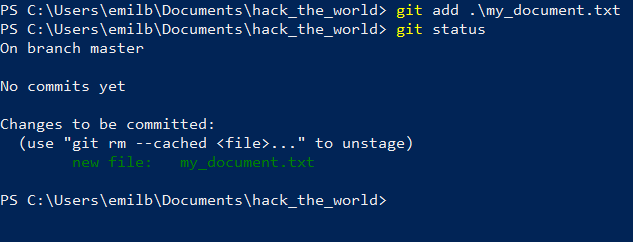 PS C:\Users\emilb\Documents\hack_the_world> git add .\my_document.txt
PS C:\Users\emilb\Documents\hack_the_world> git status
On branch master

No commits yet

Changes to be committed:
  (use "git rm --cached <file>..." to unstage)
        new file:   my_document.txt

PS C:\Users\emilb\Documents\hack_the_world>